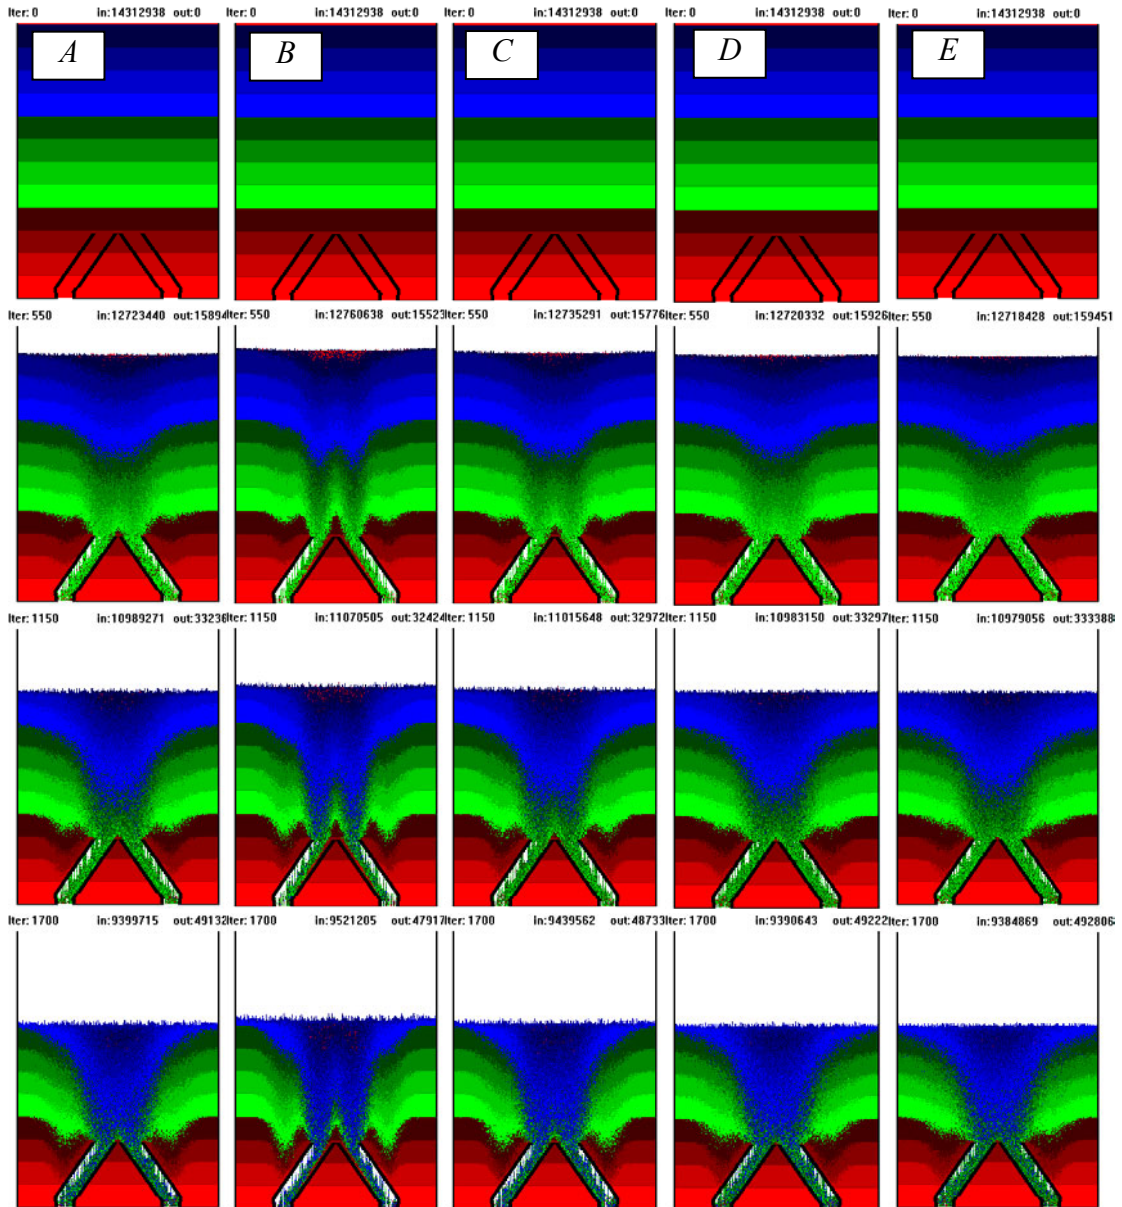 Iter: 0 in:14312938 out:0 Iter: 0 in:14312938 out:0 Iter: 0 in:14312938 out:0 Iter: 0 in:14312938 out:0 Iter: 0 in:14312938 out:0
A B C D E
Iter: 550 in:12723440 out:15894 Iter: 550 in:12760638 out:15523 Iter: 550 in:12735291 out:15776 Iter: 550 in:12720332 out:15926 Iter: 550 in:12718428 out:159451
Iter: 1150 in:10989271 out:33236 Iter: 1150 in:11070505 out:32424 Iter: 1150 in:11015648 out:32972 Iter: 1150 in:10983150 out:33297 Iter: 1150 in:10979056 out:333388
Iter: 1700 in:9399715 out:49132 Iter: 1700 in:9521205 out:47917 Iter: 1700 in:9439562 out:48733 Iter: 1700 in:9390643 out:49222 Iter: 1700 in:9384869 out:492806